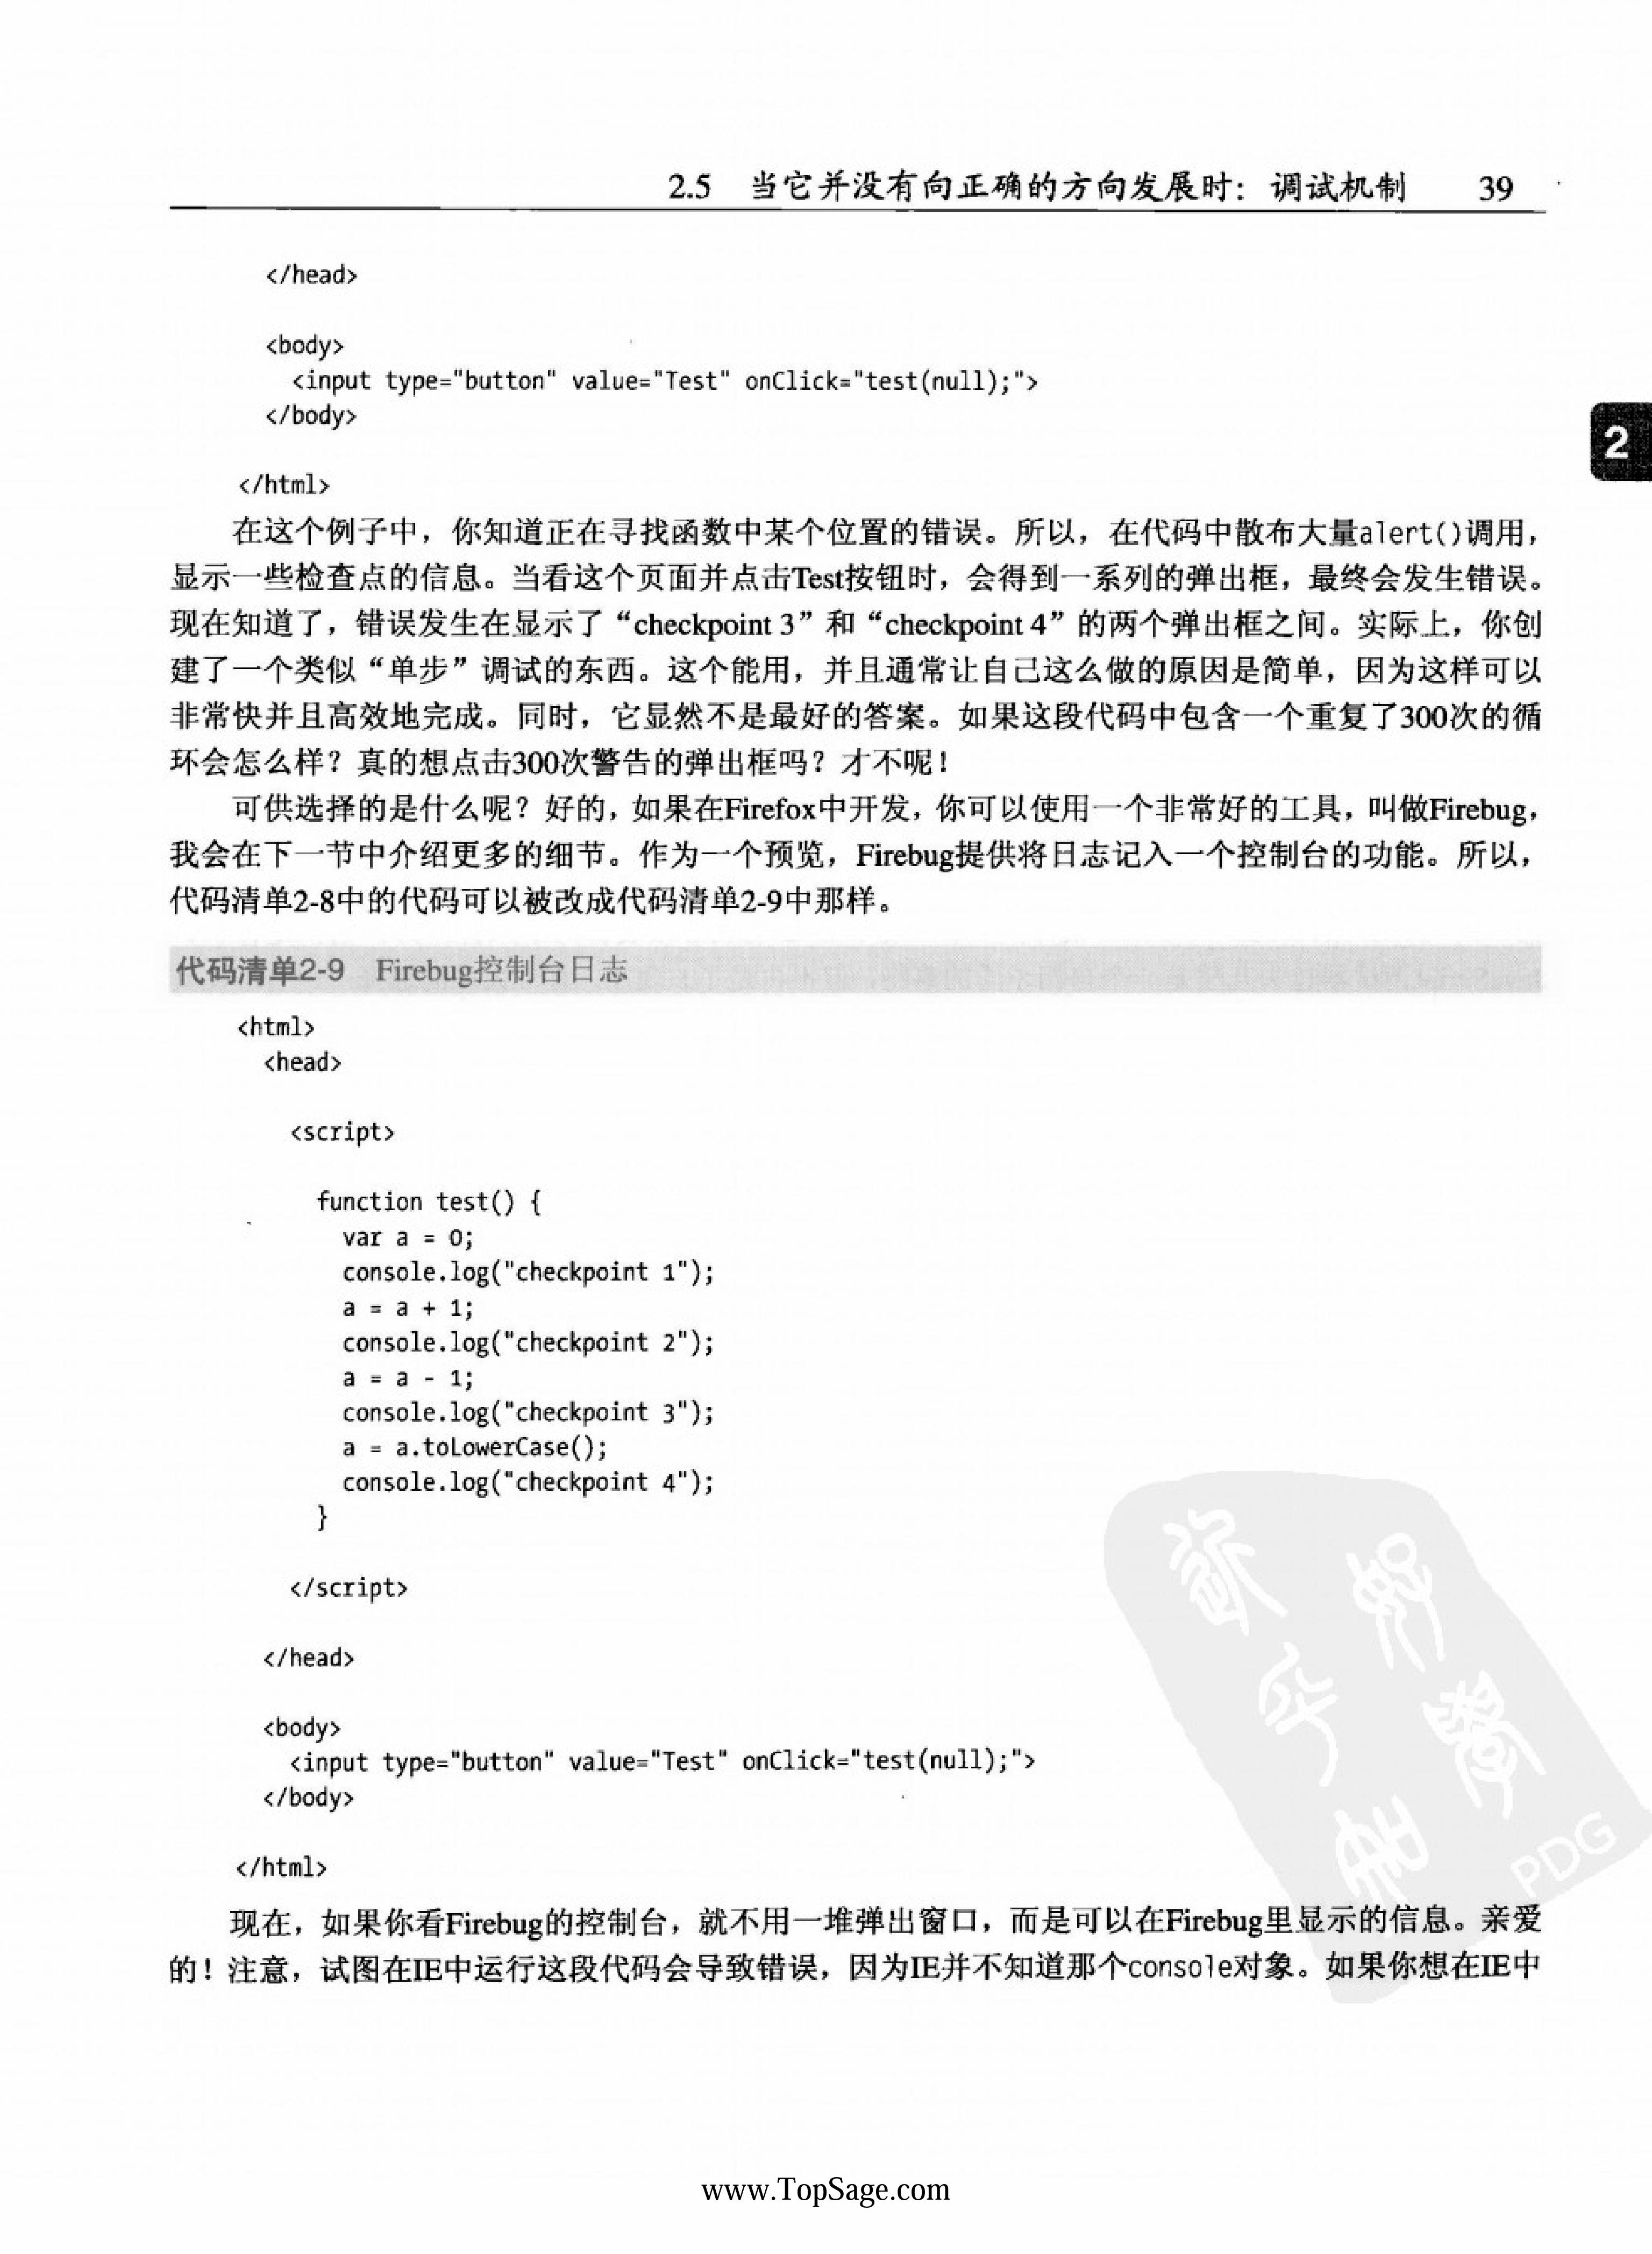 2.5 当它并没有向正确的方向发展时：调试机制 39
</head>
<body>
<input type="button" value="Test" onClick="test(null);">
</body>
2
</html>
在这个例子中，你知道正在寻找函数中某个位置的错误。所以，在代码中散布大量alert()调用，
显示一些检查点的信息。当看这个页面并点击Test按钮时，会得到一系列的弹出框，最终会发生错误。
现在知道了，错误发生在显示了“checkpoint 3”和“checkpoint 4”的两个弹出框之间。实际上，你创
建了一个类似“单步”调试的东西。这个能用，并且通常让自己这么做的原因是简单，因为这样可以
非常快并且高效地完成。同时，它显然不是最好的答案。如果这段代码中包含一个重复了300次的循
环会怎么样？真的想点击300次警告的弹出框吗？才不呢！
可供选择的是什么呢？好的，如果在Firefox中开发，你可以使用一个非常好的工具，叫做Firebug，
我会在下一节中介绍更多的细节。作为一个预览，Firebug提供将日志记入一个控制台的功能。所以，
代码清单2-8中的代码可以被改成代码清单2-9中那样。
代码清单2-9 Firebug控制台日志
<html>
<head>
<script>
function test() {
var a = 0;
console.log("checkpoint 1");
a = a + 1;
console.log("checkpoint 2");
a = a - 1;
console.log("checkpoint 3");
a = a.toLowerCase();
console.log("checkpoint 4");
}
</script>
</head>
<body>
<input type="button" value="Test" onClick="test(null);">
</body>
</html>
PDG
现在，如果你看Firebug的控制台，就不用一堆弹出窗口，而是可以在Firebug里显示的信息。亲爱
的！注意，试图在IE中运行这段代码会导致错误，因为IE并不知道那个console对象。如果你想在IE中
www.TopSage.com